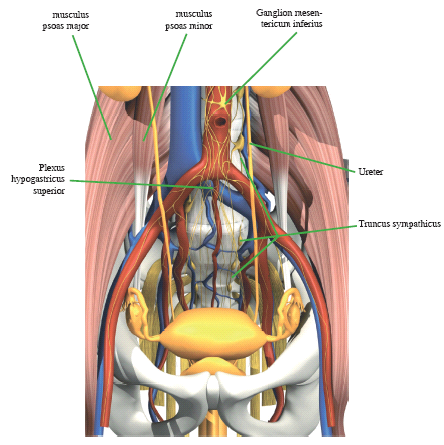 musculus
psoas major
musculus
psoas minor
Ganglion mesen-
tericum inferius
Plexus
hypogastricus
superior
Ureter
Truncus sympathicus